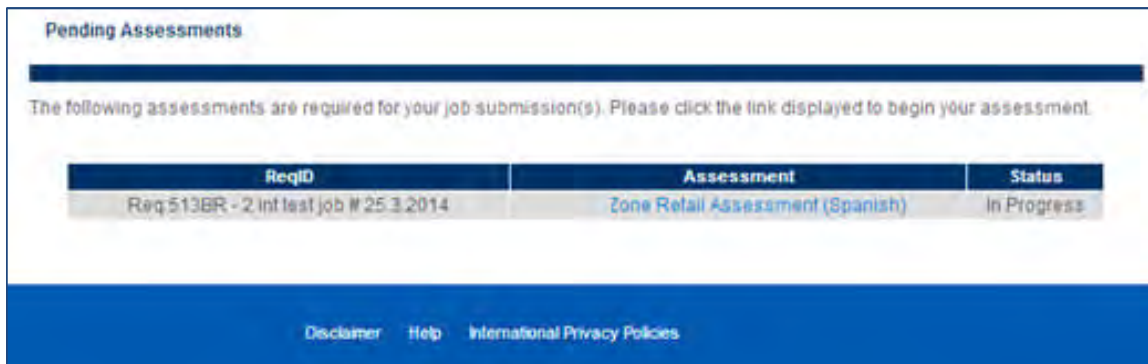 Pending Assessments
The following assessments are required for your job submission(s). Please click the link displayed to begin your assessment.
ReqID Assessment Status
Req 513BR - 2 int test job # 25.3.2014 Zone Retail Assessment (Spanish) In Progress
Disclaimer Help International Privacy Policies